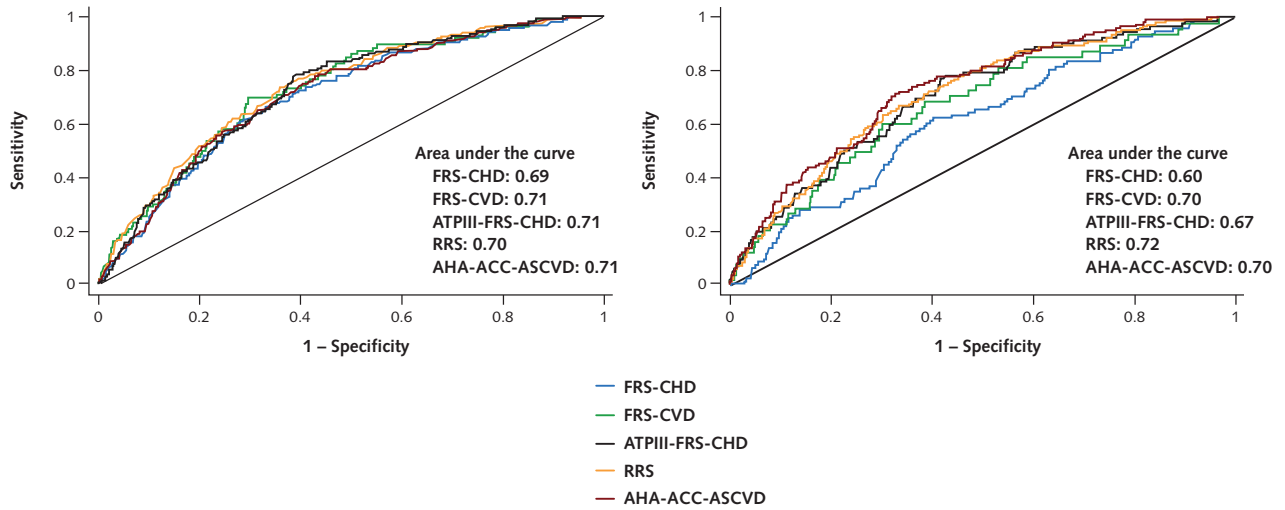 Sensitivity
1
0.8
0.6
0.4
0.2
0
Area under the curve
FRS-CHD: 0.69
FRS-CVD: 0.71
ATPIII-FRS-CHD: 0.71
RRS: 0.70
AHA-ACC-ASCVD: 0.71
0 0.2 0.4 0.6 0.8 1
1 – Specificity
Sensitivity
1
0.8
0.6
0.4
0.2
0
Area under the curve
FRS-CHD: 0.60
FRS-CVD: 0.70
ATPIII-FRS-CHD: 0.67
RRS: 0.72
AHA-ACC-ASCVD: 0.70
0 0.2 0.4 0.6 0.8 1
1 – Specificity
FRS-CHD
FRS-CVD
ATPIII-FRS-CHD
RRS
AHA-ACC-ASCVD